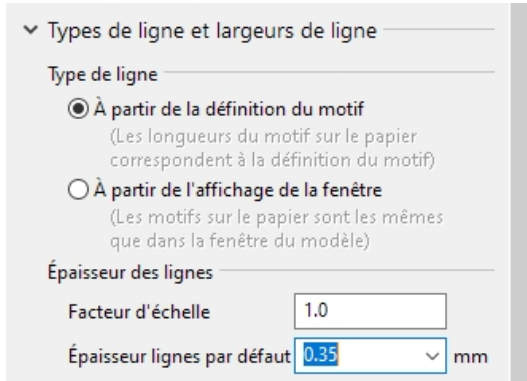 Types de ligne et largeurs de ligne
Type de ligne
À partir de la définition du motif
(Les longueurs du motif sur le papier
correspondent à la définition du motif)
À partir de l'affichage de la fenêtre
(Les motifs sur le papier sont les mêmes
que dans la fenêtre du modèle)
Épaisseur des lignes
Facteur d'échelle 1.0
Épaisseur lignes par défaut 0.35 mm